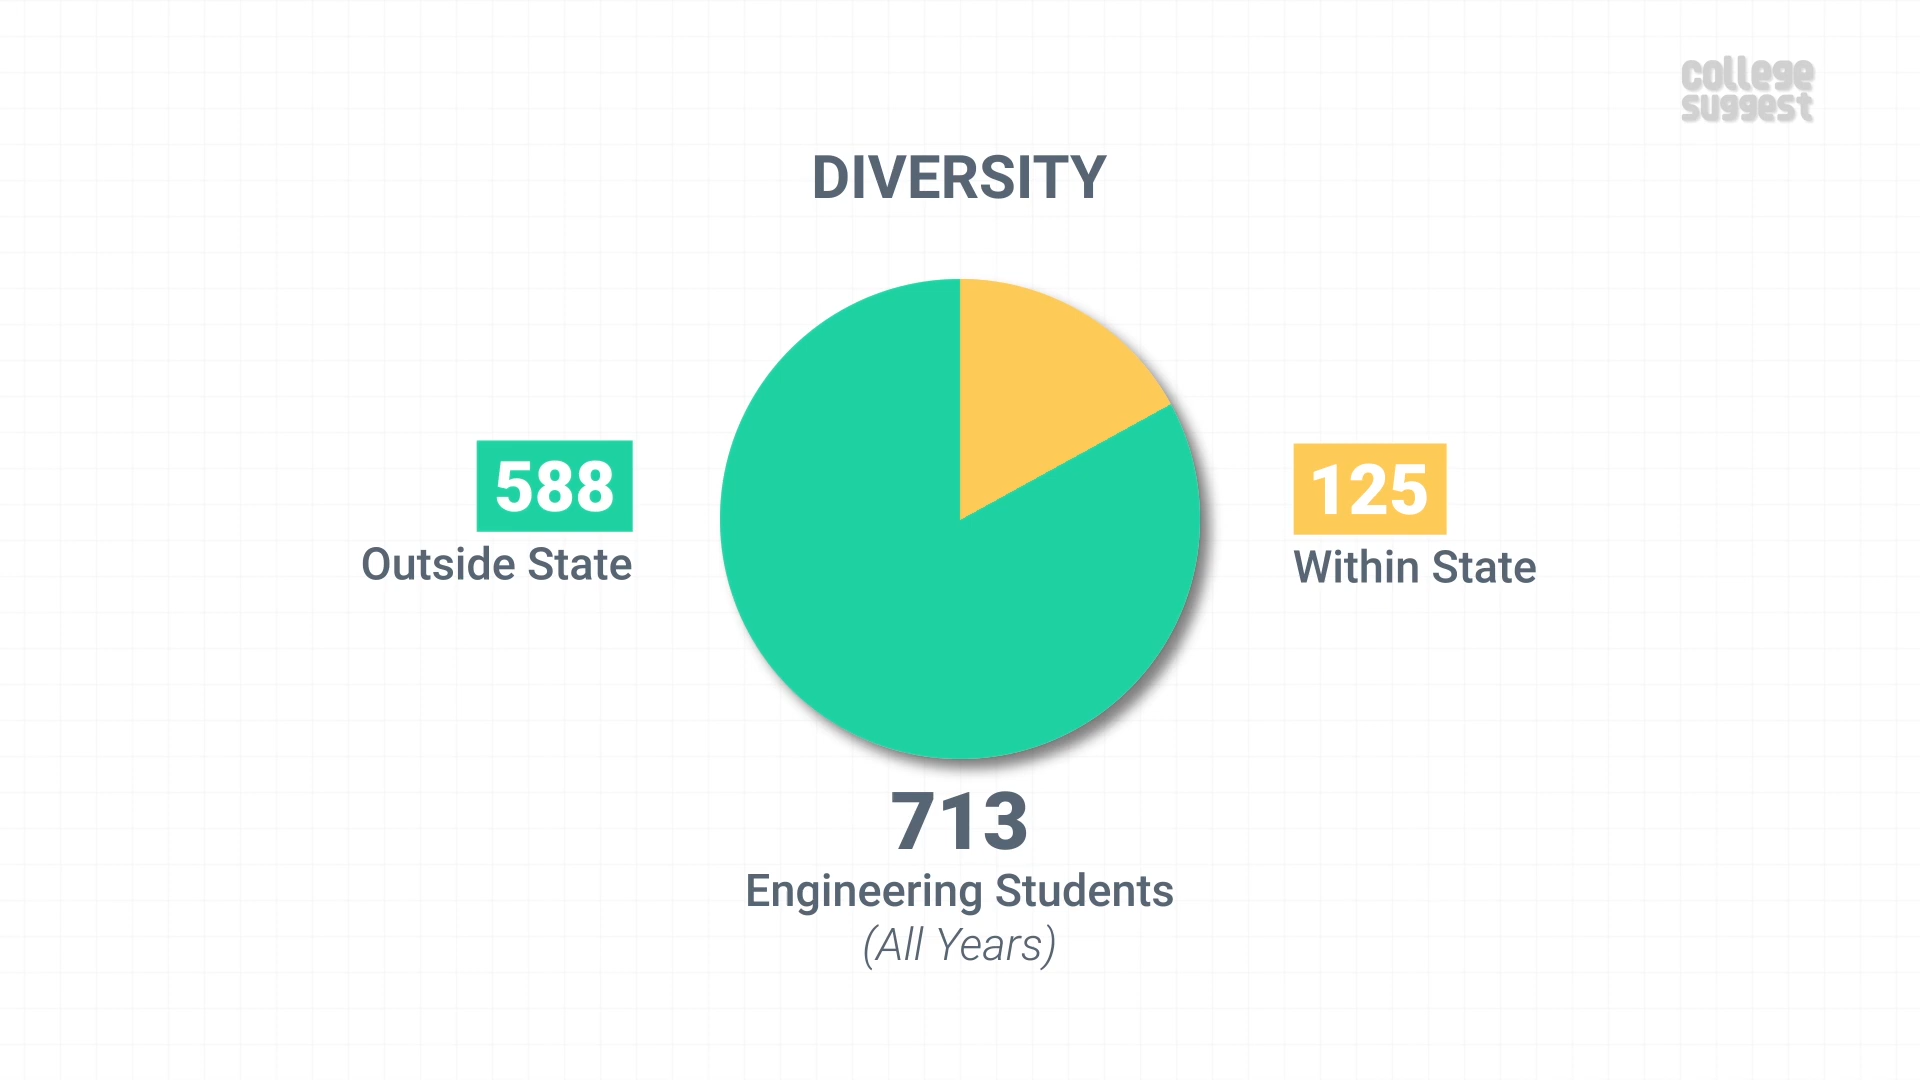 college
suggest
DIVERSITY
588
Outside State
125
Within State
713
Engineering Students
(All Years)